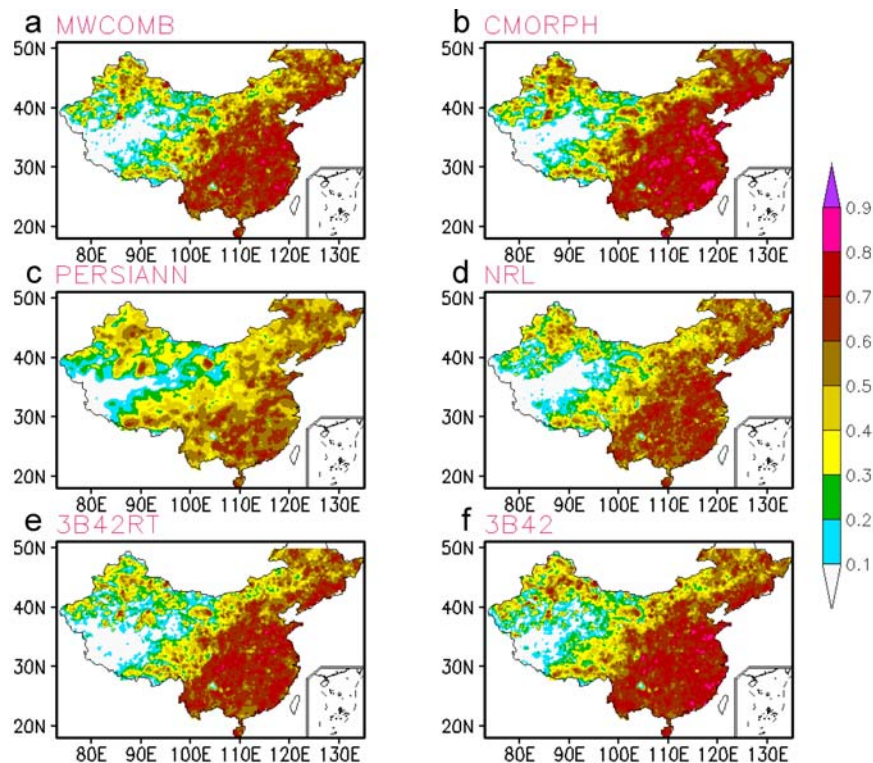 a MWCOMB
b CMORPH
50N
40N
30N
20N
80E 90E 100E 110E 120E 130E
50N
40N
30N
20N
80E 90E 100E 110E 120E 130E
c PERSIANN
d NRL
50N
40N
30N
20N
80E 90E 100E 110E 120E 130E
50N
40N
30N
20N
80E 90E 100E 110E 120E 130E
e 3B42RT
f 3B42
50N
40N
30N
20N
80E 90E 100E 110E 120E 130E
50N
40N
30N
20N
80E 90E 100E 110E 120E 130E
0.9
0.8
0.7
0.6
0.5
0.4
0.3
0.2
0.1